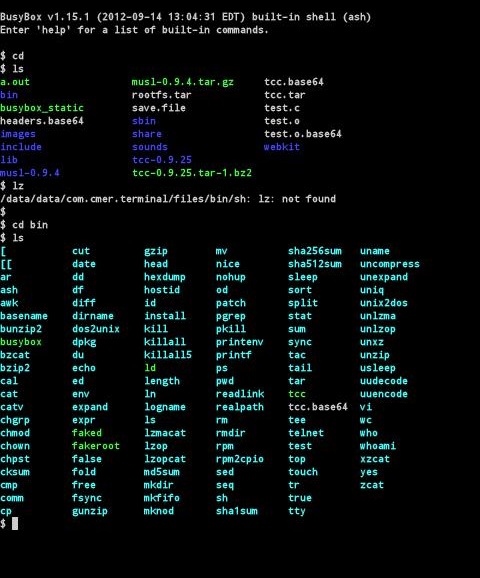 BusyBox v1.15.1 (2012-09-14 13:04:31 EDT) built-in shell (ash)
Enter 'help' for a list of built-in commands.
$ cd
$ ls
a.out musl-0.9.4.tar.gz tcc.base64
bin rootfs.tar tcc.tar
busybox_static save.file test.c
headers.base64 sbin test.o
images share test.o.base64
include sounds webkit
lib tcc-0.9.25
musl-0.9.4 tcc-0.9.25.tar-1.bz2
$ lz
/data/data/com.cmer.terminal/files/bin/sh: lz: not found
$
$ cd bin
$ ls
[ cut gzip mv sha256sum uname
[[ date head nice sha512sum uncompress
ar dd hexdump nohup sleep unexpand
ash df hostid od sort uniq
awk diff id patch split unix2dos
basename dirname install pgrep stat unlzma
bunzip2 dos2unix kill pkill sum unlzop
busybox dpkg killall printenv sync unxz
bzcat du killall5 printf tac unzip
bzip2 echo ld ps tail usleep
cal ed length pwd tar uudecode
cat env ln readlink tcc uuencode
catv expand logname realpath tcc.base64 vi
chgrp expr ls rm tee wc
chmod faked lzmacat rmdir telnet who
chown fakeroot lzop rpm test whoami
chpst false lzopcat rpm2cpio top xzcat
cksum fold md5sum sed touch yes
cmp free mkdir seq tr zcat
comm fsync mkfifo sh true
cp gunzip mknod sha1sum tty
$